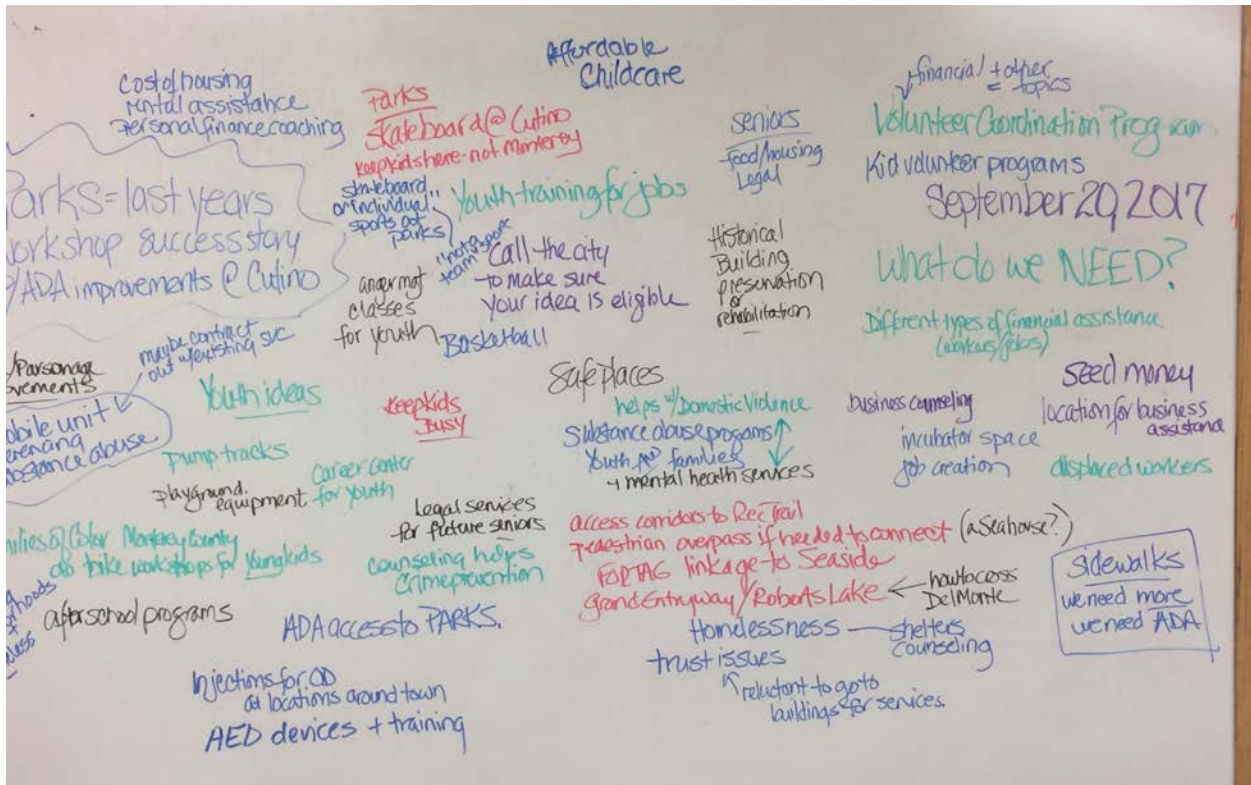 Affordable
Childcare
Cost of housing
rental assistance
personal finance coaching
Parks
Skateboard @ Cutino
keep kids here - not Monterey
skateboard..
or individual
sports at
parks
"not a
team" sport
Youth training for jobs
seniors
food/housing
Legal
financial + other
= topics
Volunteer Coordination Program
Kid volunteer programs
September 29, 2017
Parks = last years
workshop success story
/ADA improvements @ Cutino
anger mgt
classes
for youth
Call the city
to make sure
your idea is eligible
Basketball
Historical
Building
preservation
or
rehabilitation
What do we NEED?
Different types of financial assistance
(workers/jobs)
maybe contract
out w/existing svc
/Parsonage
ovements
obile unit
erencing
bstance abuse
Youth ideas
keep kids
Busy
Safe places
helps w/ Domestic Violence
Substance abuse progams
Youth AND families
+ mental heath services
business counseling
incubator space
job creation
seed money
location for business
assistance
displaced workers
pump tracks
playground
equipment
Career center
for youth
Legal services
for future seniors
milies of Color Monterey County
do bike workshops for Young kids
counseling helps
Crime prevention
access corridors to Rec Trail
Pedestrian overpass if needed to connect (a Seahorse?)
FORTAG linkage to Seaside
Grand Entryway/Roberts Lake
how to cross
Del Monte
sidewalks
we need more
we need ADA
hoods
less
afterschool programs
ADA access to PARKS.
Homelessness — shelters
counseling
trust issues
reluctant to go to
buildings for services.
Injections for OD
at locations around town
AED devices + training